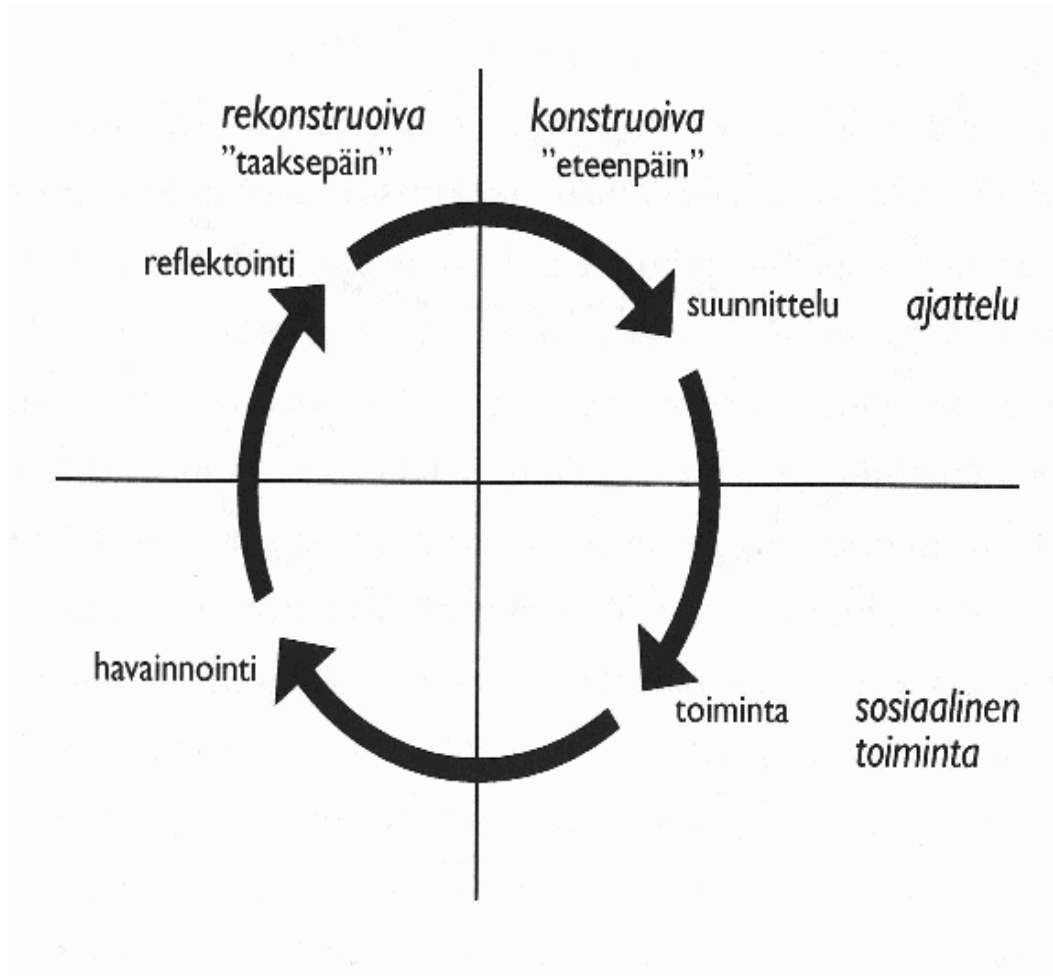 rekonstruoiva
”taaksepäin”
konstruoiva
”eteenpäin”
reflektointi
suunnittelu
ajattelu
havainnointi
toiminta
sosiaalinen
toiminta